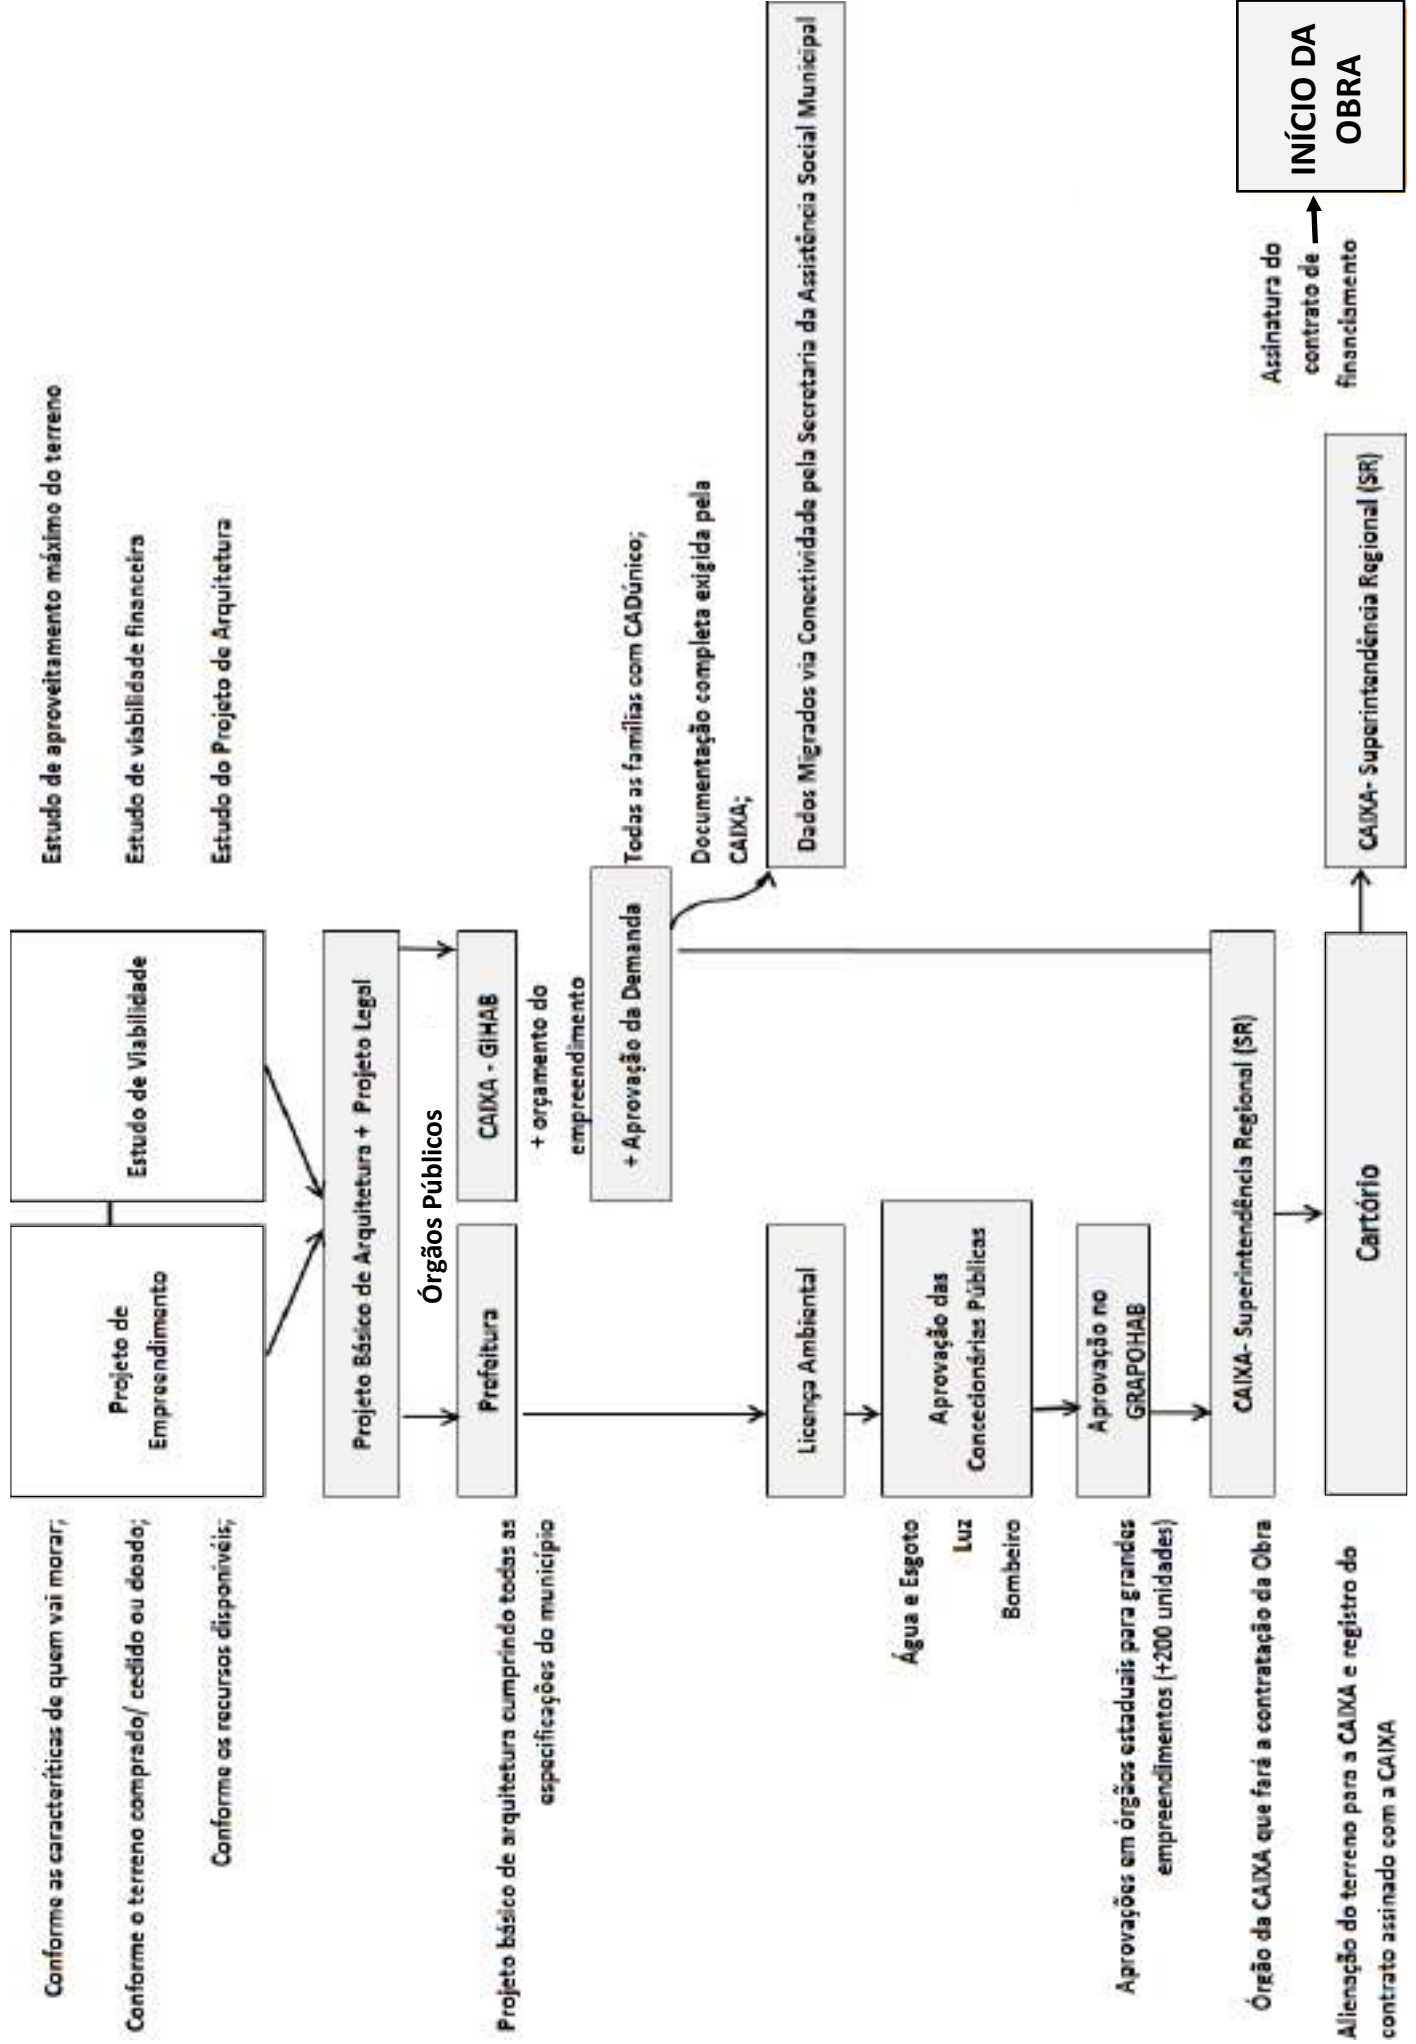 Conforme as caracteríticas de quem vai morar;
Conforme o terreno comprado/ cedido ou doado;
Conforme os recursos disponívéis;
Projeto de
Empreendimento
Estudo de Viabilidade
Estudo de aproveitamento máximo do terreno
Estudo de viabilidade financeira
Estudo do Projeto de Arquitetura
Projeto Básico de Arquitetura + Projeto Legal
Órgãos Públicos
Projeto básico de arquitetura cumprindo todas as
especificações do município
Prefeitura
CAIXA - GIHAB
+ orçamento do
empreendimento
+ Aprovação da Demanda
Todas as famílias com CADúnico;
Documentação completa exigida pela
CAIXA;
Dados Migrados via Conectividade pela Secretaria da Assistência Social Municipal
Licença Ambiental
Água e Esgoto
Luz
Bombeiro
Aprovação das
Concecionárias Públicas
Aprovações em órgãos estaduais para grandes
empreendimentos (+200 unidades)
Aprovação no
GRAPOHAB
Órgão da CAIXA que fará a contratação da Obra
CAIXA- Superintendência Regional (SR)
Alienação do terreno para a CAIXA e registro do
contrato assinado com a CAIXA
Cartório
CAIXA- Superintendência Regional (SR)
Assinatura do
contrato de
financiamento
INÍCIO DA
OBRA